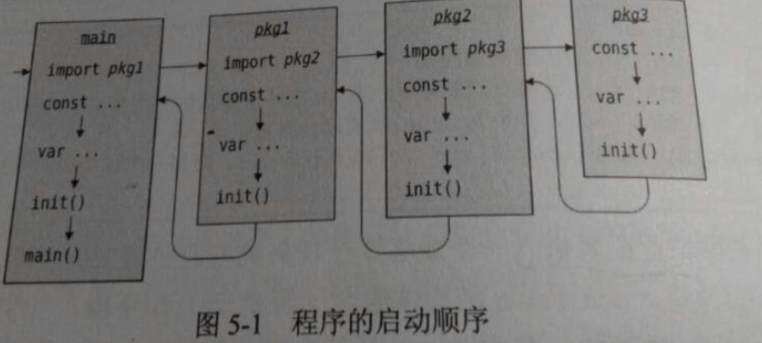 main
import pkg1
const ...
var ...
init()
main()
pkg1
import pkg2
const ...
var ...
init()
pkg2
import pkg3
const ...
var ...
init()
pkg3
const ...
var ...
init()
图 5-1 程序的启动顺序